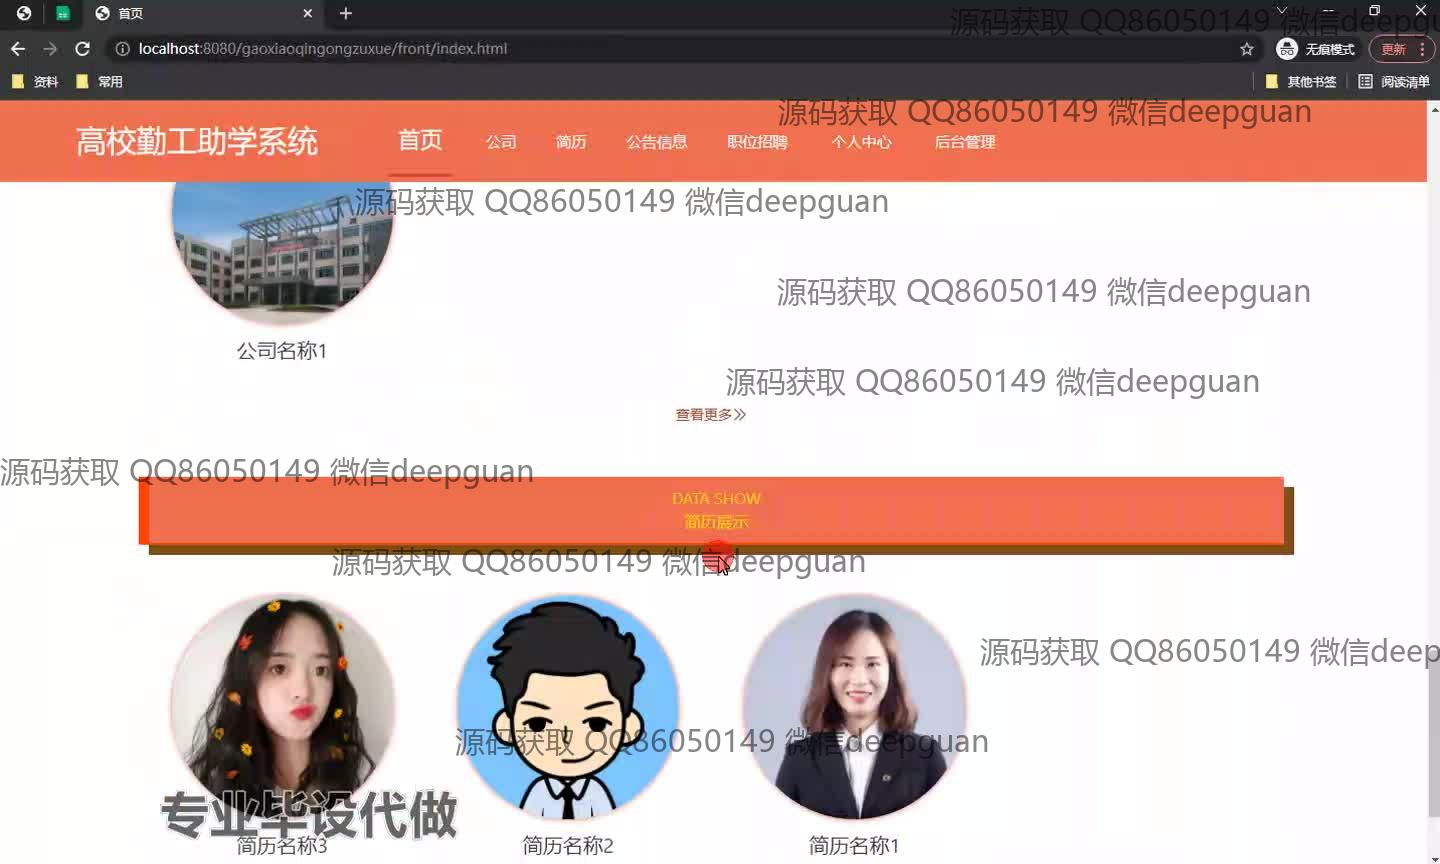 首页
源码获取 QQ86050149 微信deepgu
localhost:8080/gaoxiaoqingongzuxue/front/index.html
无痕模式
更新
资料
常用
其他书签
阅读清单
源码获取 QQ86050149 微信deepguan
高校勤工助学系统
首页
公司
简历
公告信息
职位招聘
个人中心
后台管理
源码获取 QQ86050149 微信deepguan
源码获取 QQ86050149 微信deepguan
公司名称1
源码获取 QQ86050149 微信deepguan
查看更多
源码获取 QQ86050149 微信deepguan
DATA SHOW
简历展示
源码获取 QQ86050149 微信deepguan
源码获取 QQ86050149 微信deep
源码获取 QQ86050149 微信deepguan
专业毕设代做
简历名称3
简历名称2
简历名称1